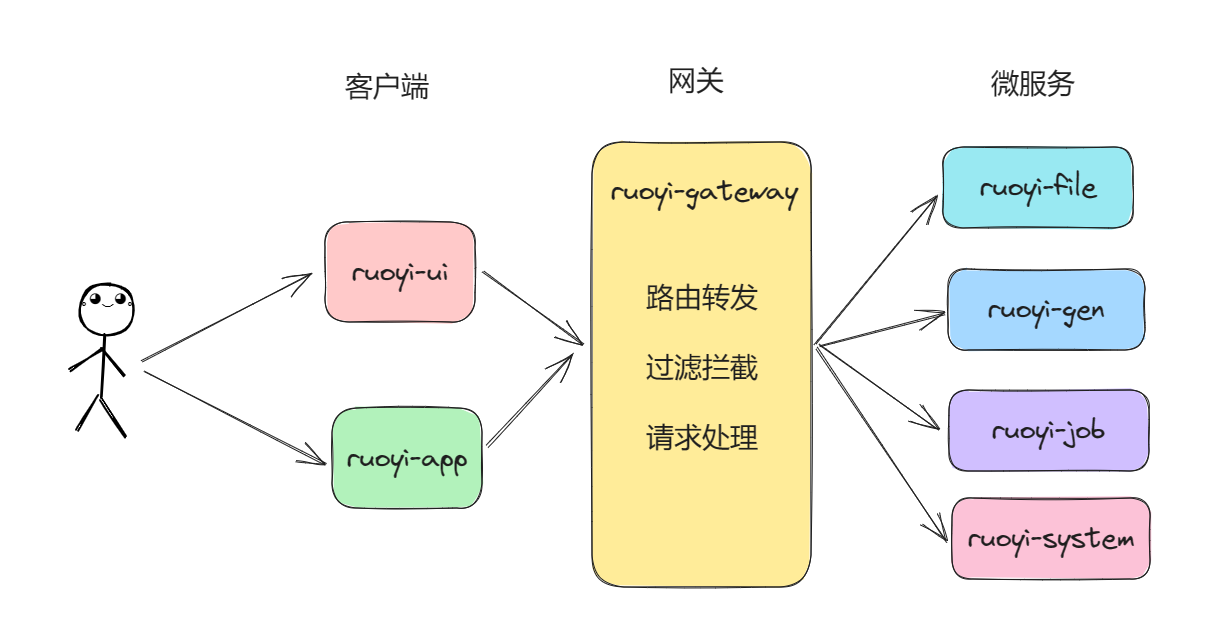 客户端
网关
微服务
ruoyi-ui
ruoyi-app
ruoyi-gateway
路由转发
过滤拦截
请求处理
ruoyi-file
ruoyi-gen
ruoyi-job
ruoyi-system